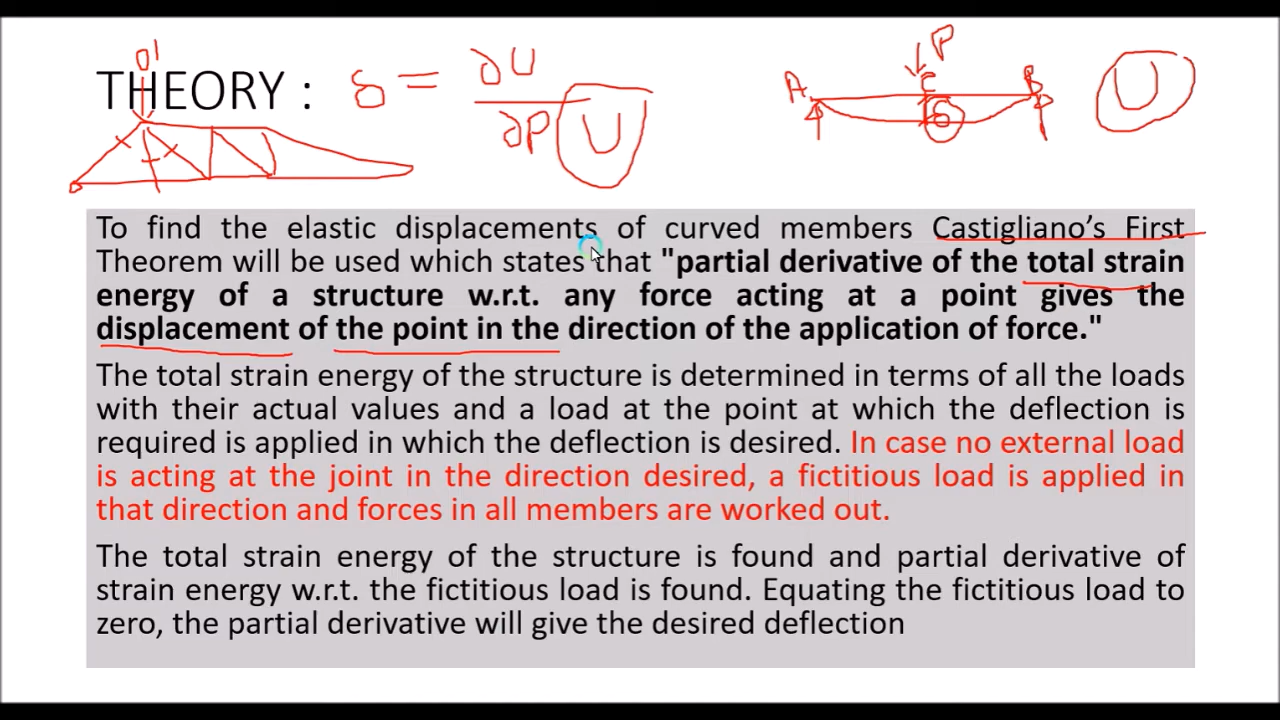 THEORY :
δ = ∂U
∂P
U
A
P
C
B
δ
U
To find the elastic displacements of curved members Castigliano's First
Theorem will be used which states that "partial derivative of the total strain
energy of a structure w.r.t. any force acting at a point gives the
displacement of the point in the direction of the application of force."
The total strain energy of the structure is determined in terms of all the loads
with their actual values and a load at the point at which the deflection is
required is applied in which the deflection is desired. In case no external load
is acting at the joint in the direction desired, a fictitious load is applied in
that direction and forces in all members are worked out.
The total strain energy of the structure is found and partial derivative of
strain energy w.r.t. the fictitious load is found. Equating the fictitious load to
zero, the partial derivative will give the desired deflection